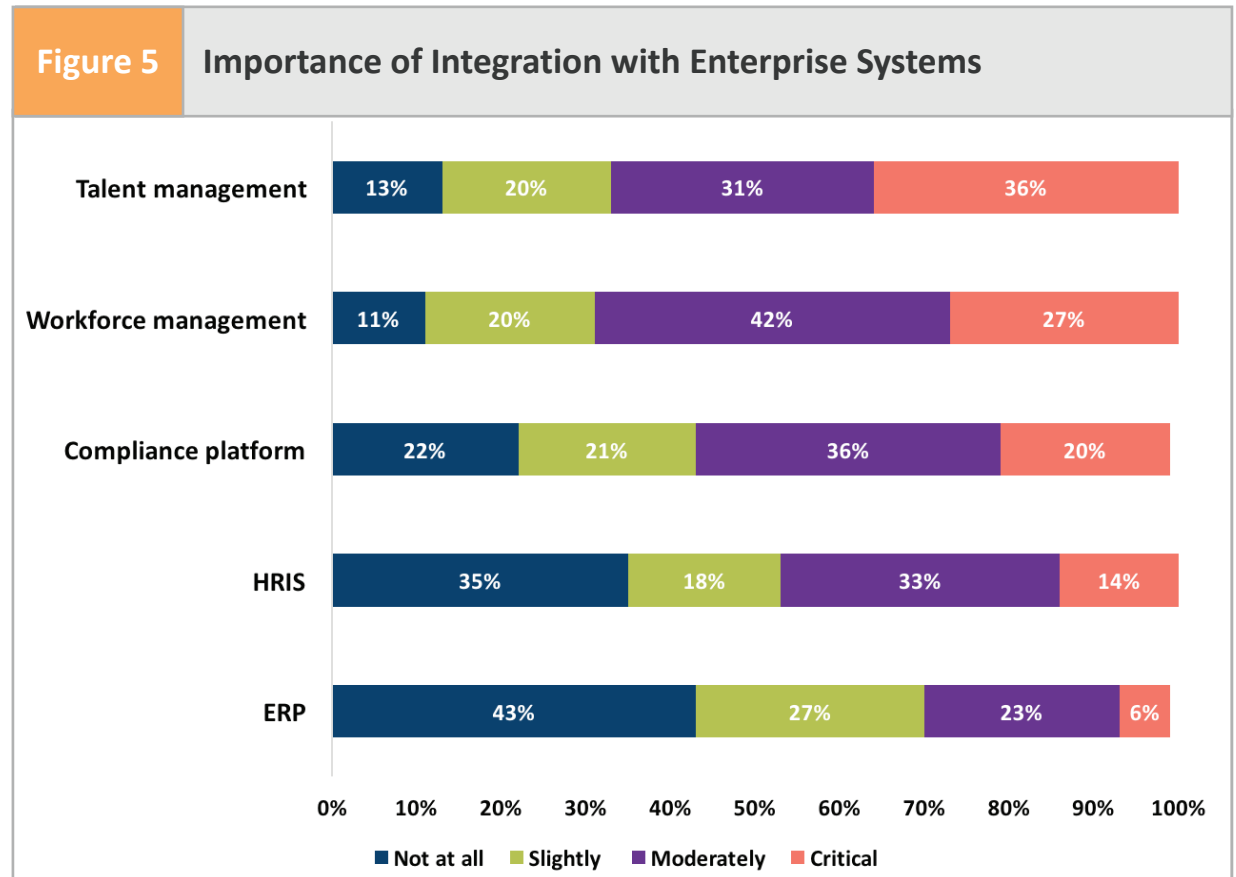 Figure 5 Importance of Integration with Enterprise Systems
Talent management 13% 20% 31% 36%
Workforce management 11% 20% 42% 27%
Compliance platform 22% 21% 36% 20%
HRIS 35% 18% 33% 14%
ERP 43% 27% 23% 6%
0% 10% 20% 30% 40% 50% 60% 70% 80% 90% 100%
Not at all Slightly Moderately Critical